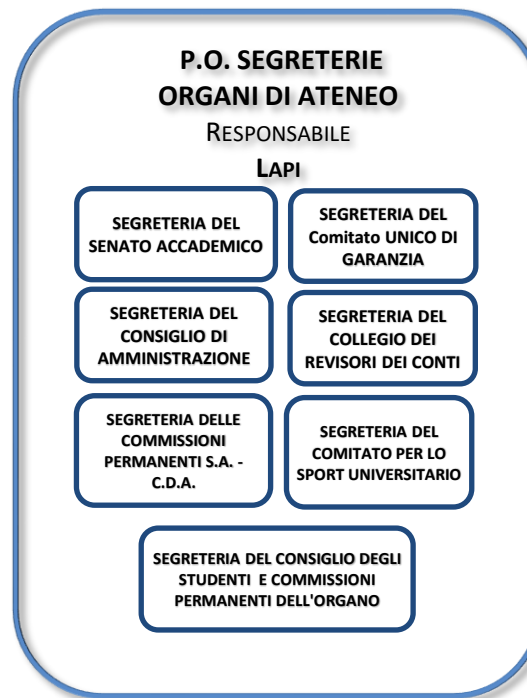 P.O. SEGRETERIE
ORGANI DI ATENEO
RESPONSABILE
LAPI
SEGRETERIA DEL
SENATO ACCADEMICO
SEGRETERIA DEL
Comitato UNICO DI
GARANZIA
SEGRETERIA DEL
CONSIGLIO DI
AMMINISTRAZIONE
SEGRETERIA DEL
COLLEGIO DEI
REVISORI DEI CONTI
SEGRETERIA DELLE
COMMISSIONI
PERMANENTI S.A. -
C.D.A.
SEGRETERIA DEL
COMITATO PER LO
SPORT UNIVERSITARIO
SEGRETERIA DEL CONSIGLIO DEGLI
STUDENTI E COMMISSIONI
PERMANENTI DELL'ORGANO